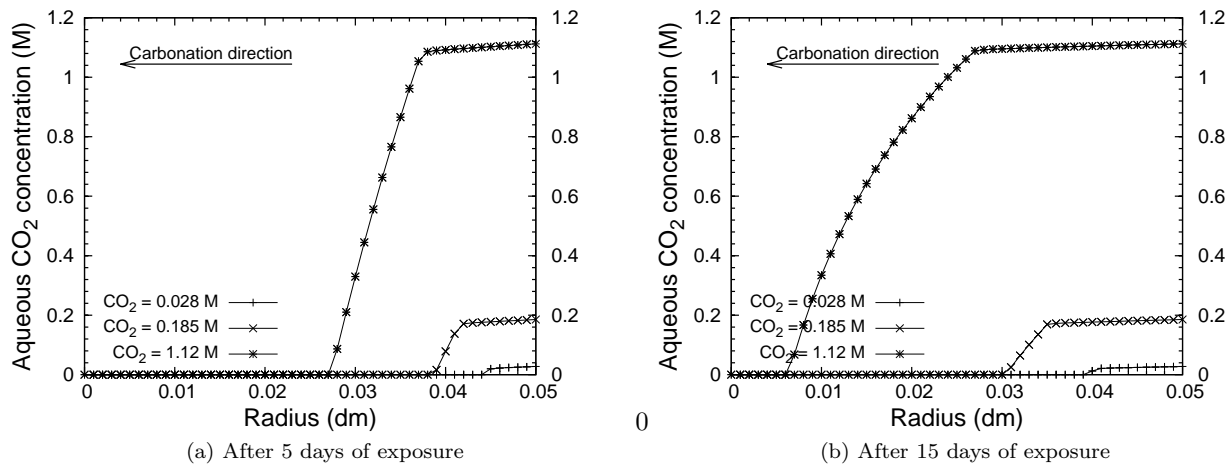 Aqueous CO2 concentration (M)
1.2
1
0.8
0.6
0.4
0.2
0
1.2
1
0.8
0.6
0.4
0.2
0
Carbonation direction
CO2 = 0.028 M
CO2 = 0.185 M
CO2 = 1.12 M
0 0.01 0.02 0.03 0.04 0.05
Radius (dm)
(a) After 5 days of exposure
0
Aqueous CO2 concentration (M)
1.2
1
0.8
0.6
0.4
0.2
0
1.2
1
0.8
0.6
0.4
0.2
0
Carbonation direction
CO2 = 0.028 M
CO2 = 0.185 M
CO2 = 1.12 M
0 0.01 0.02 0.03 0.04 0.05
Radius (dm)
(b) After 15 days of exposure